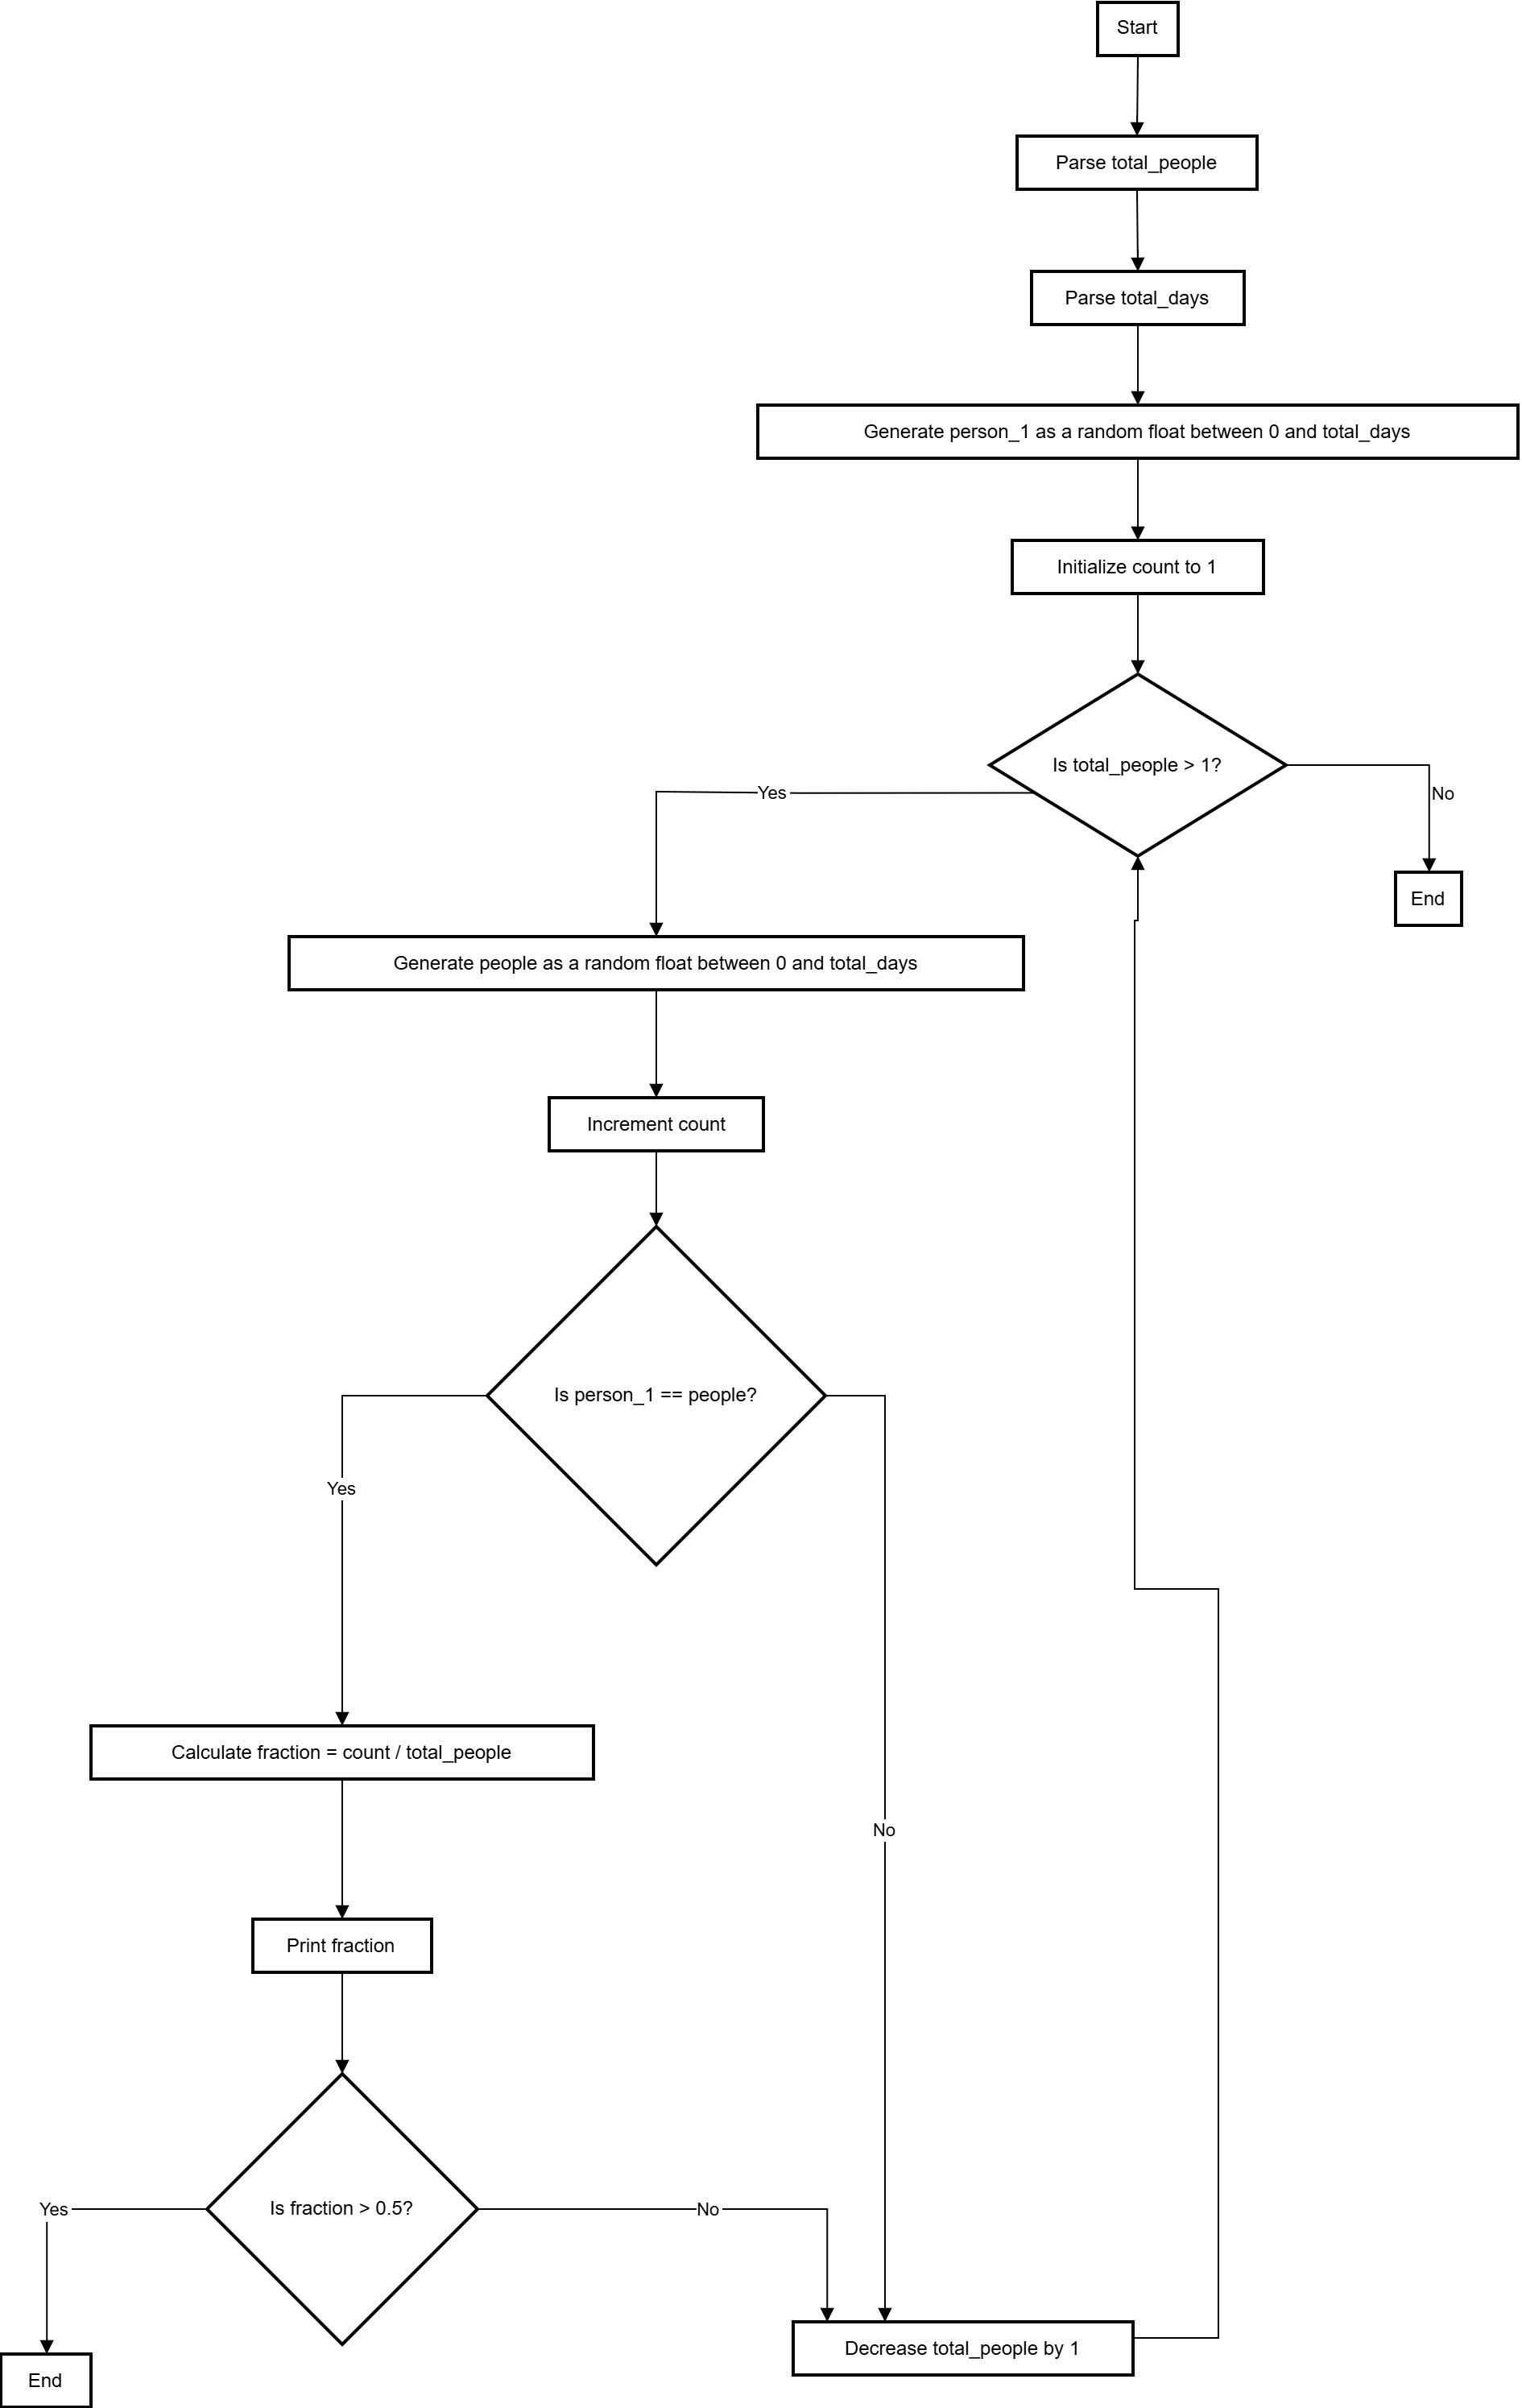 Start
Parse total_people
Parse total_days
Generate person_1 as a random float between 0 and total_days
Initialize count to 1
Is total_people > 1?
Yes
No
End
Generate people as a random float between 0 and total_days
Increment count
Is person_1 == people?
Yes
Calculate fraction = count / total_people
No
Print fraction
Is fraction > 0.5?
Yes
No
Decrease total_people by 1
End